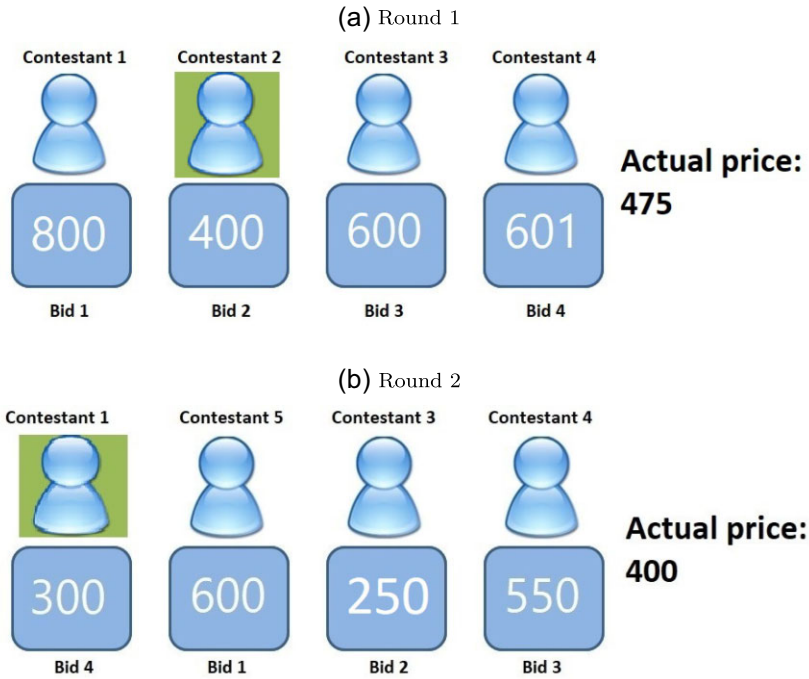 (a) Round 1
Contestant 1 Contestant 2 Contestant 3 Contestant 4
Actual price:
475
800 400 600 601
Bid 1 Bid 2 Bid 3 Bid 4
(b) Round 2
Contestant 1 Contestant 5 Contestant 3 Contestant 4
Actual price:
400
300 600 250 550
Bid 4 Bid 1 Bid 2 Bid 3